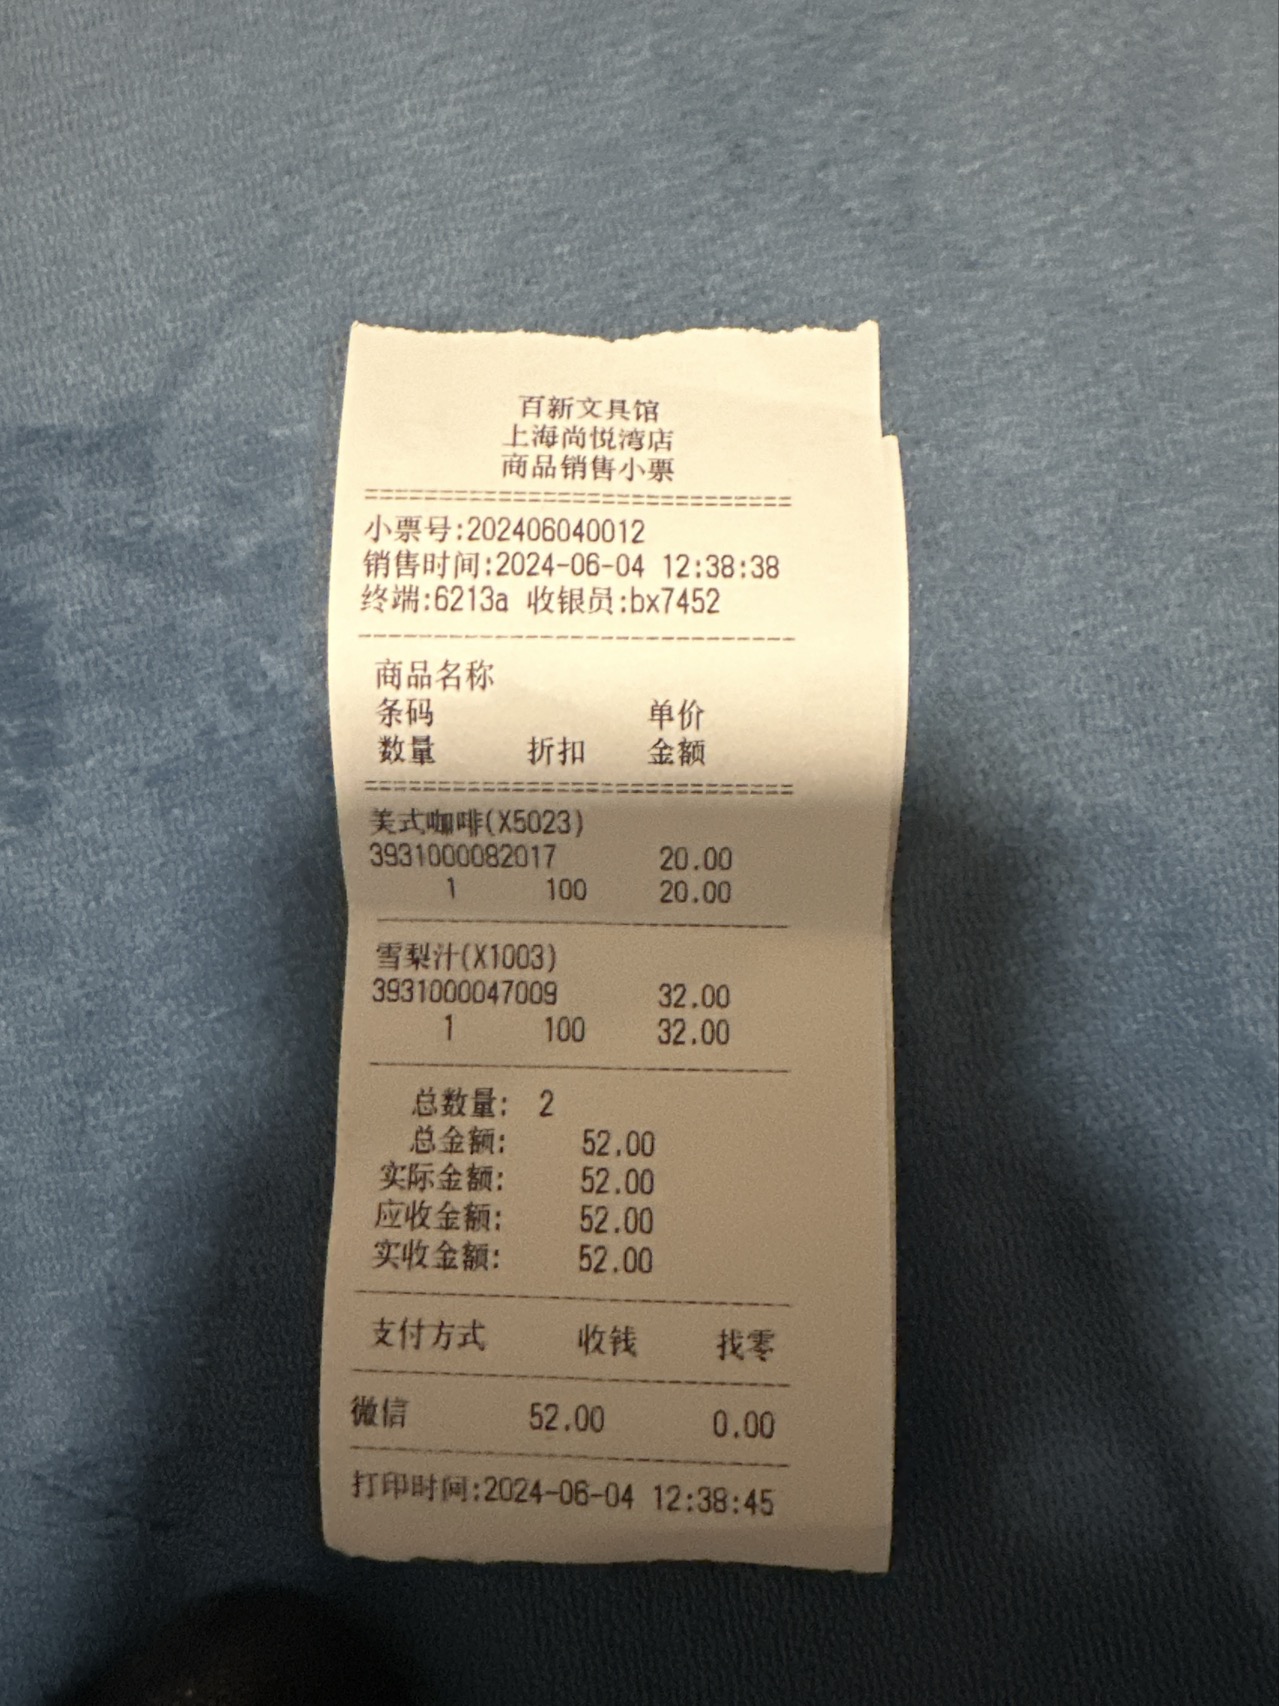 百新文具馆
上海尚悦湾店
商品销售小票
==============================
小票号:202406040012
销售时间:2024-06-04 12:38:38
终端:6213a 收银员:bx7452
商品名称
条码 单价
数量 折扣 金额
==============================
美式咖啡(X5023)
3931000082017 20.00
1 100 20.00
雪梨汁(X1003)
3931000047009 32.00
1 100 32.00
总数量: 2
总金额: 52.00
实际金额: 52.00
应收金额: 52.00
实收金额: 52.00
支付方式 收钱 找零
微信 52.00 0.00
打印时间:2024-06-04 12:38:45